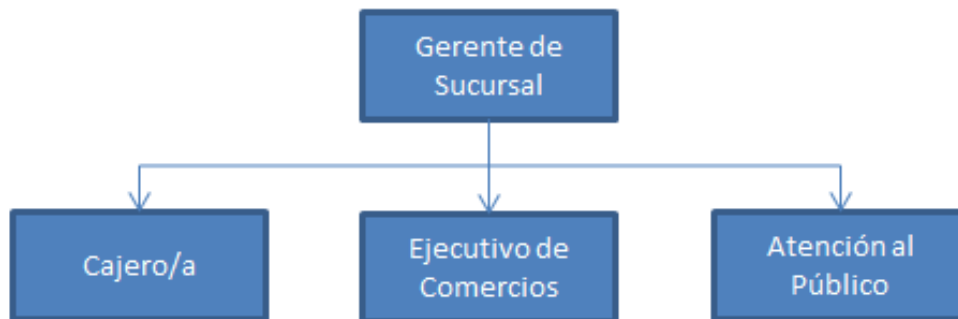 Gerente de
Sucursal
Cajero/a
Ejecutivo de
Comercios
Atención al
Público